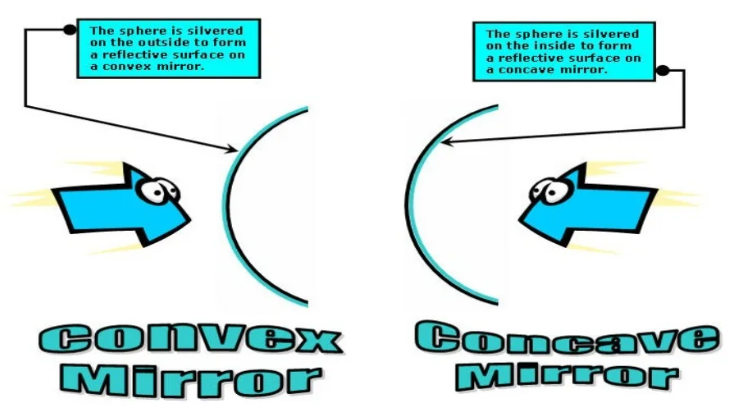 The sphere is silvered
on the outside to form
a reflective surface on
a convex mirror.
The sphere is silvered
on the inside to form
a reflective surface on
a concave mirror.
Convex
Mirror
Concave
Mirror